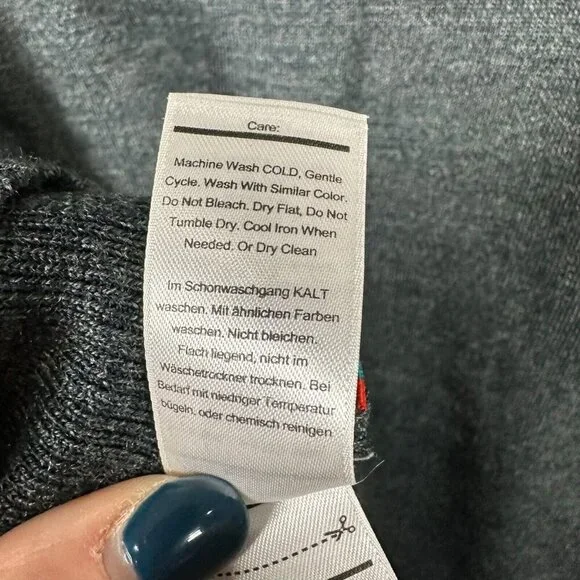 Care:
Machine Wash COLD, Gentle
Cycle. Wash With Similar Color.
Do Not Bleach. Dry Flat, Do Not
Tumble Dry. Cool Iron When
Needed. Or Dry Clean
Im Schonwaschgang KALT
waschen. Mit ähnlichen Farben
waschen. Nicht bleichen.
Flach liegend, nicht im
Wäschetrockner trocknen. Bei
Bedarf mit niedriger Temperatur
bügeln, oder chemisch reinigen